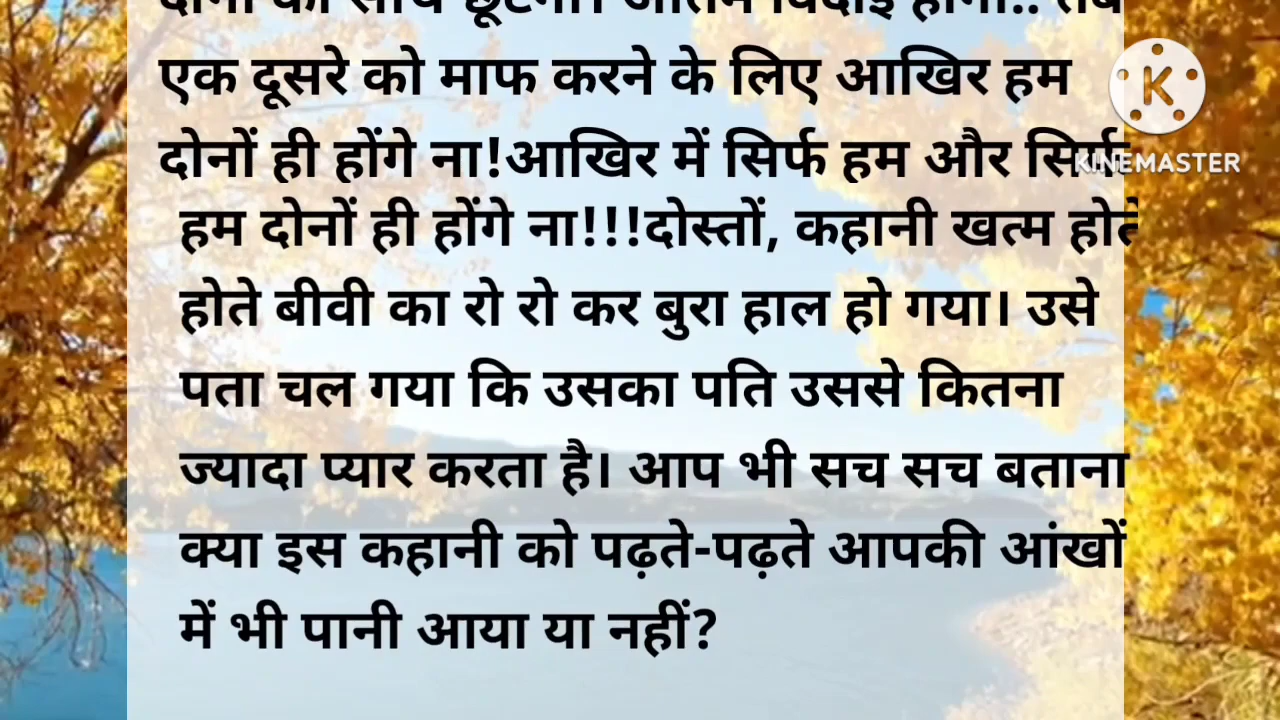 एक दूसरे को माफ करने के लिए आखिर हम
दोनों ही होंगे ना!आखिर में सिर्फ हम और सिर्फ
हम दोनों ही होंगे ना!!!दोस्तों, कहानी खत्म होते
होते बीवी का रो रो कर बुरा हाल हो गया। उसे
पता चल गया कि उसका पति उससे कितना
ज्यादा प्यार करता है। आप भी सच सच बताना
क्या इस कहानी को पढ़ते-पढ़ते आपकी आंखों
में भी पानी आया या नहीं?
K
KINEMASTER